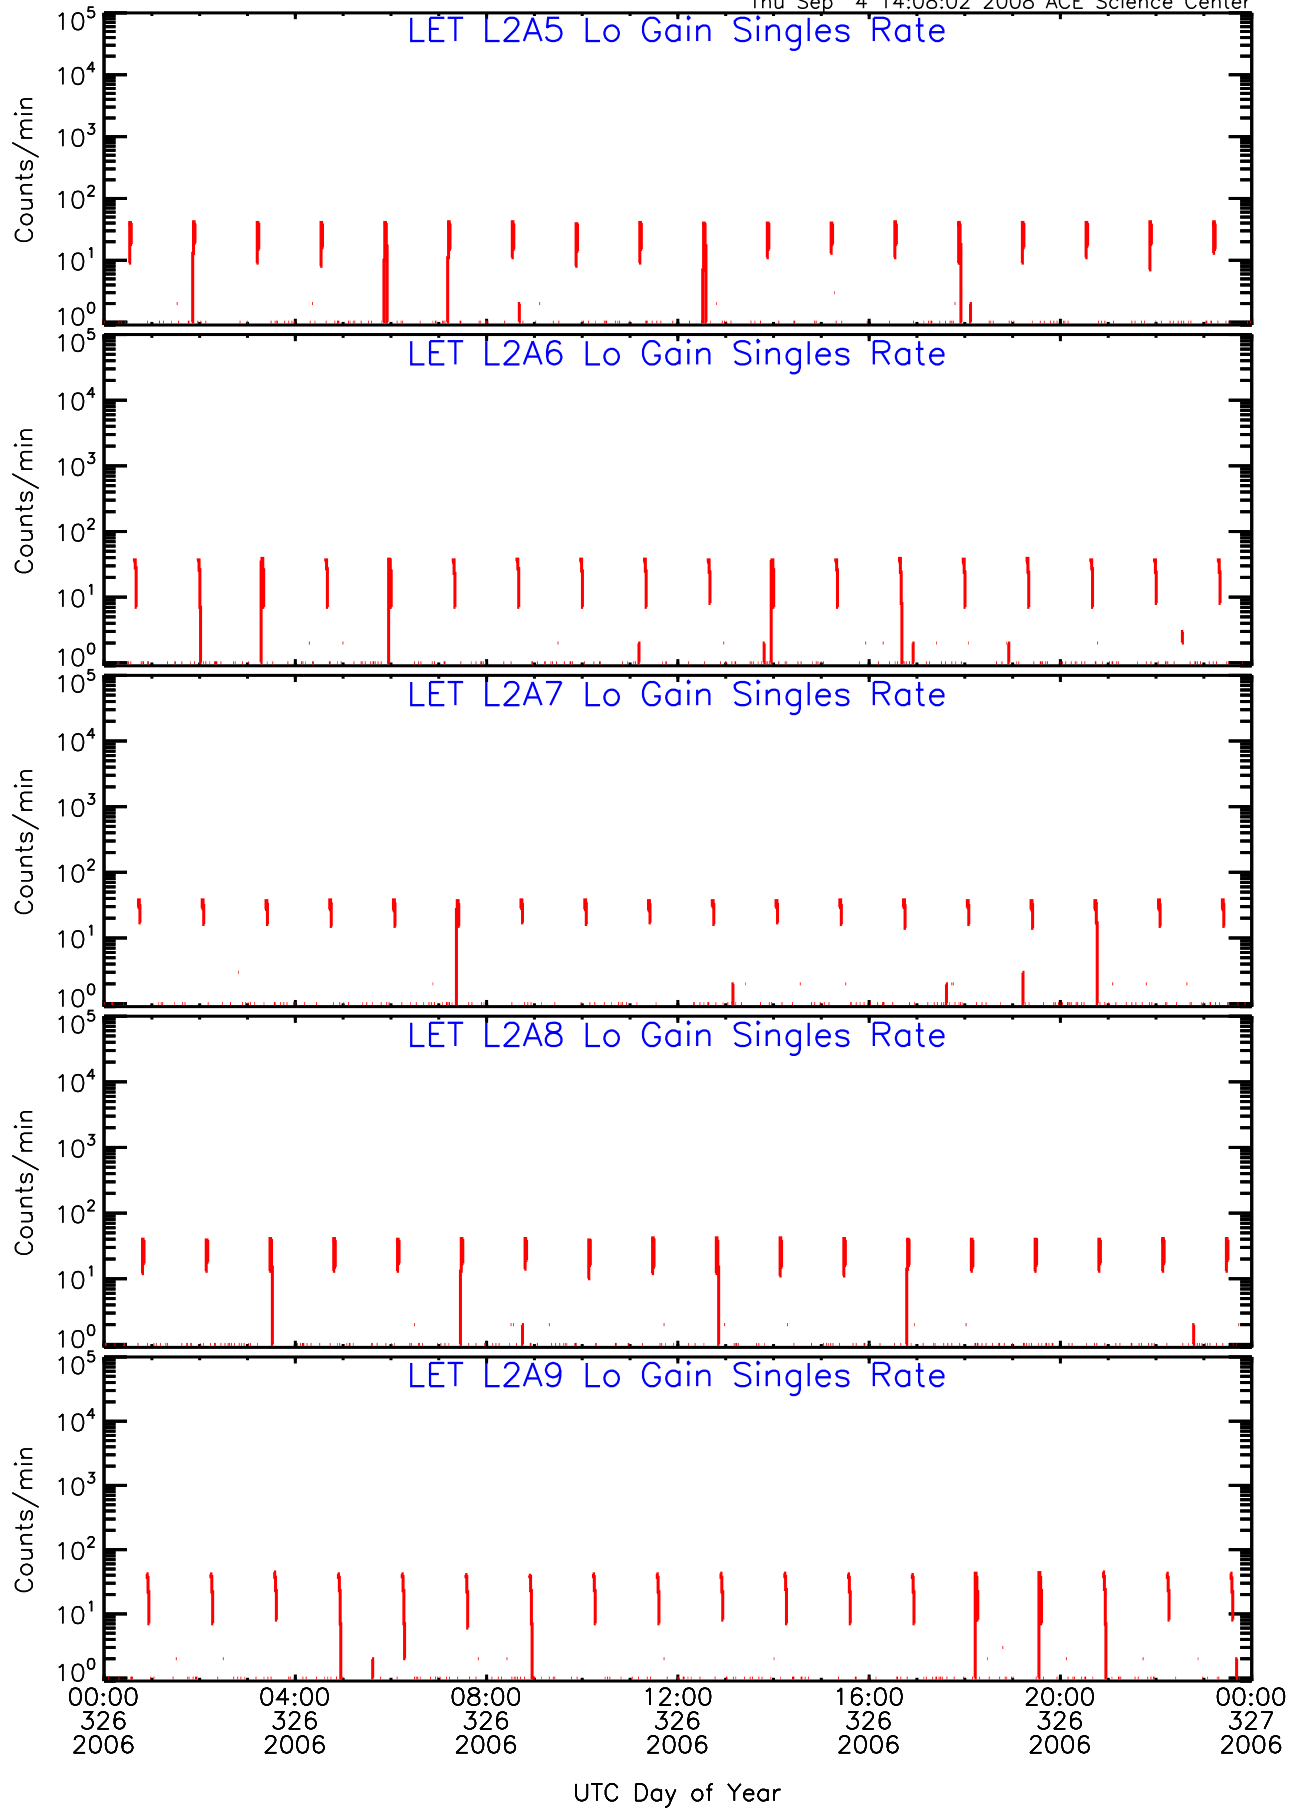 Thu Sep 4 14:08:02 2008 ACE Science Center
LET L2A5 Lo Gain Singles Rate
10^5
10^4
10^3
10^2
10^1
10^0
Counts/min
LET L2A6 Lo Gain Singles Rate
10^5
10^4
10^3
10^2
10^1
10^0
Counts/min
LET L2A7 Lo Gain Singles Rate
10^5
10^4
10^3
10^2
10^1
10^0
Counts/min
LET L2A8 Lo Gain Singles Rate
10^5
10^4
10^3
10^2
10^1
10^0
Counts/min
LET L2A9 Lo Gain Singles Rate
10^5
10^4
10^3
10^2
10^1
10^0
Counts/min
00:00 04:00 08:00 12:00 16:00 20:00 00:00
326 326 326 326 326 326 327
2006 2006 2006 2006 2006 2006 2006
UTC Day of Year